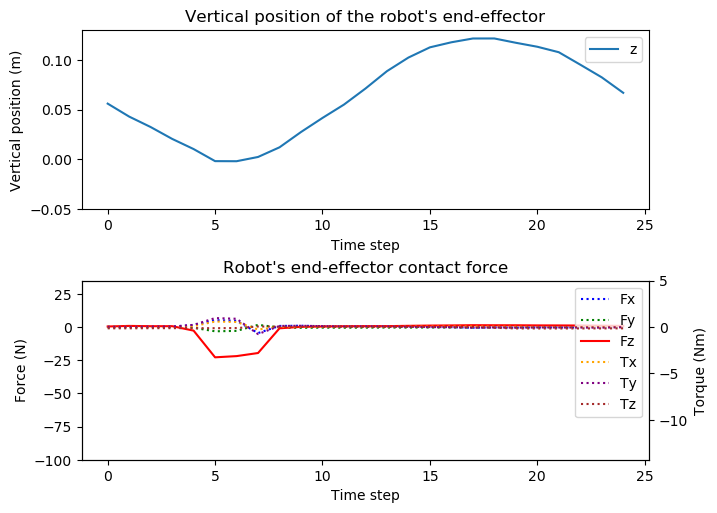 Vertical position of the robot's end-effector
Vertical position (m)
0.10
0.05
0.00
−0.05
z
0 5 10 15 20 25
Time step
Robot's end-effector contact force
Force (N)
25
0
−25
−50
−75
−100
Fx
Fy
Fz
Tx
Ty
Tz
5
0
−5
−10
Torque (Nm)
0 5 10 15 20 25
Time step